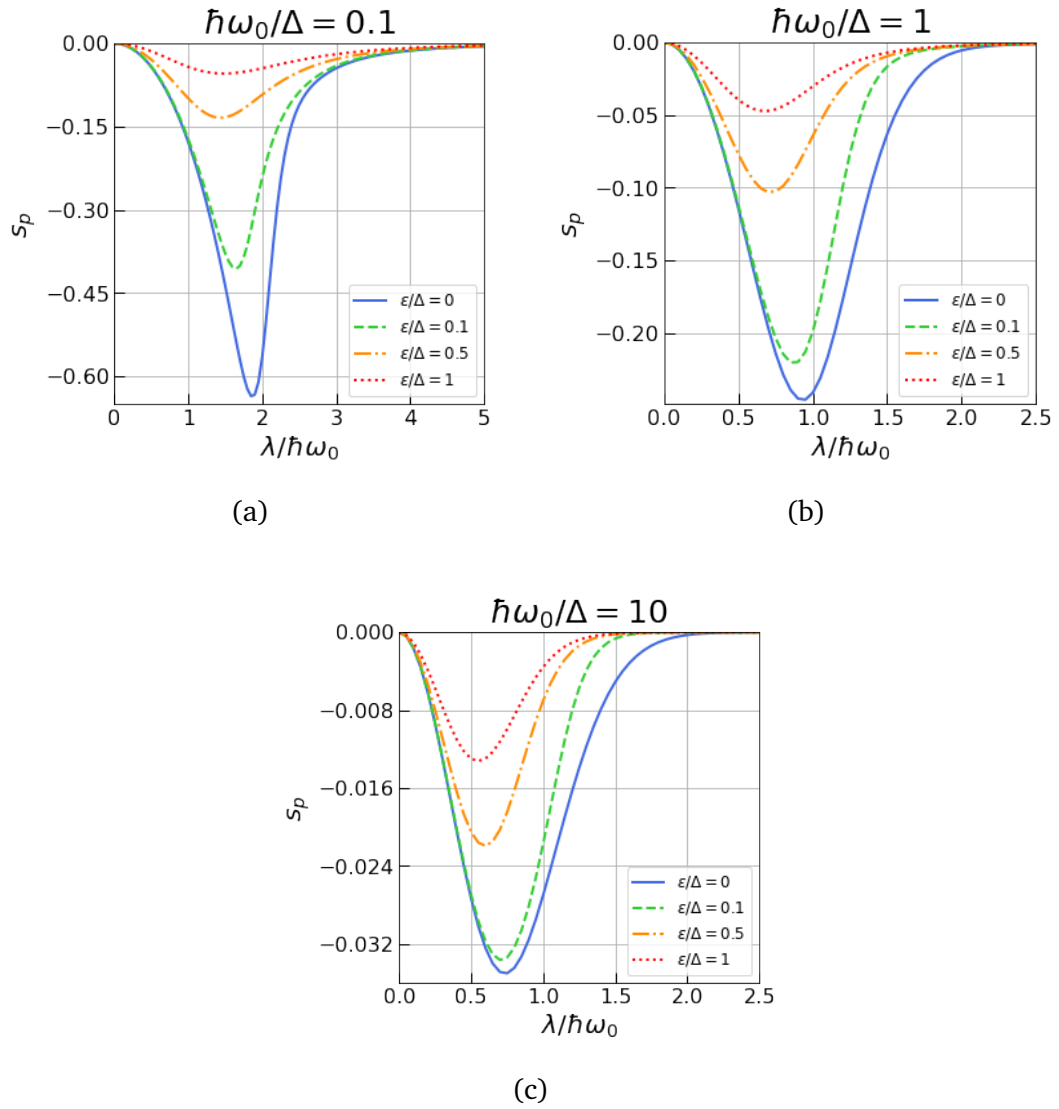 ħω₀/Δ = 0.1
0.00
−0.15
−0.30
−0.45
−0.60
s_p
0 1 2 3 4 5
λ/ħω₀
ε/Δ = 0
ε/Δ = 0.1
ε/Δ = 0.5
ε/Δ = 1
(a)
ħω₀/Δ = 1
0.00
−0.05
−0.10
−0.15
−0.20
s_p
0.0 0.5 1.0 1.5 2.0 2.5
λ/ħω₀
ε/Δ = 0
ε/Δ = 0.1
ε/Δ = 0.5
ε/Δ = 1
(b)
ħω₀/Δ = 10
0.000
−0.008
−0.016
−0.024
−0.032
s_p
0.0 0.5 1.0 1.5 2.0 2.5
λ/ħω₀
ε/Δ = 0
ε/Δ = 0.1
ε/Δ = 0.5
ε/Δ = 1
(c)